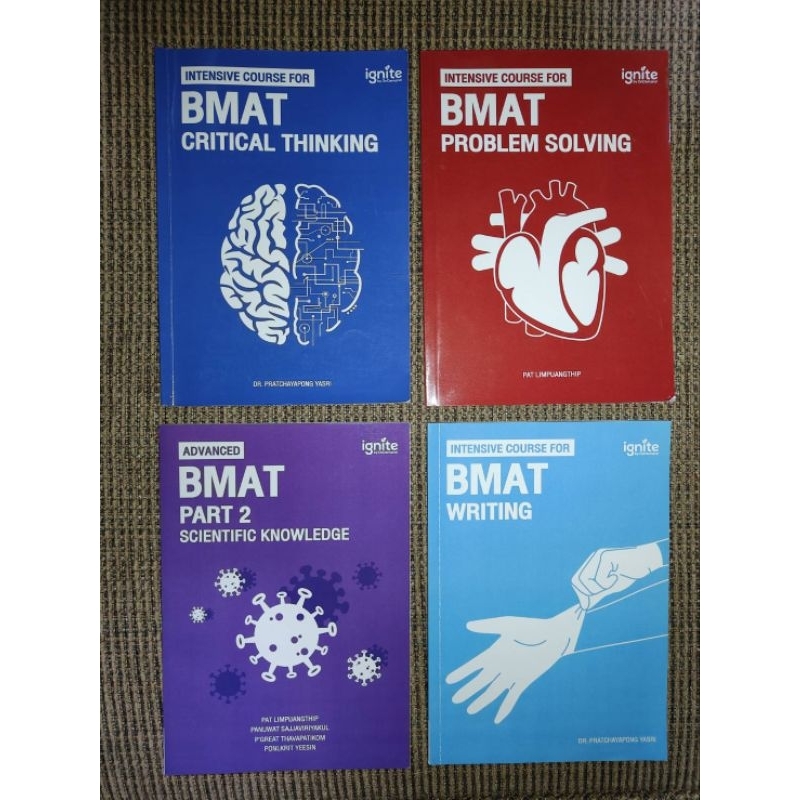 INTENSIVE COURSE FOR
ignite
BMAT
CRITICAL THINKING
DR. PRATCHAYAPONG YASRI
INTENSIVE COURSE FOR
ignite
BMAT
PROBLEM SOLVING
PAT LIMPUANGTHIP
ADVANCED
ignite
BMAT
PART 2
SCIENTIFIC KNOWLEDGE
PAT LIMPUANGTHIP
PANUWAT SAJJAVIRIYAKUL
P'GREAT THAVAPATIKOM
PONLKRIT YEESIN
INTENSIVE COURSE FOR
ignite
BMAT
WRITING
DR. PRATCHAYAPONG YASRI